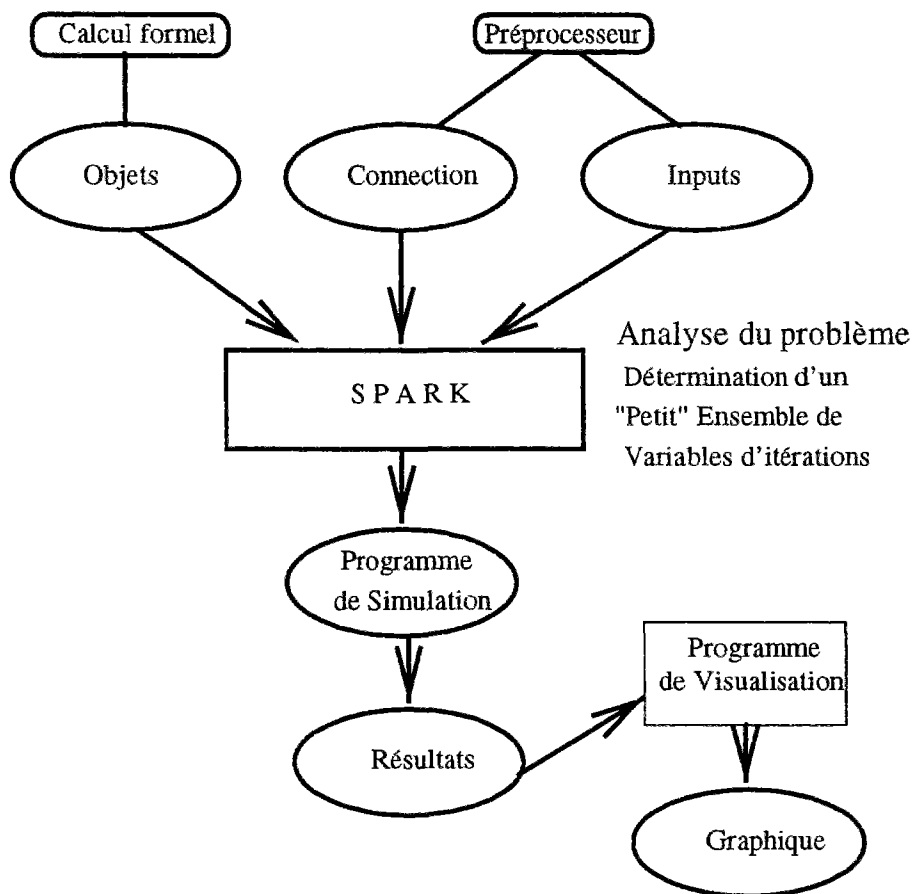 Calcul formel
Préprocesseur
Objets
Connection
Inputs
S P A R K
Analyse du problème
Détermination d'un
"Petit" Ensemble de
Variables d'itérations
Programme
de Simulation
Programme
de Visualisation
Résultats
Graphique